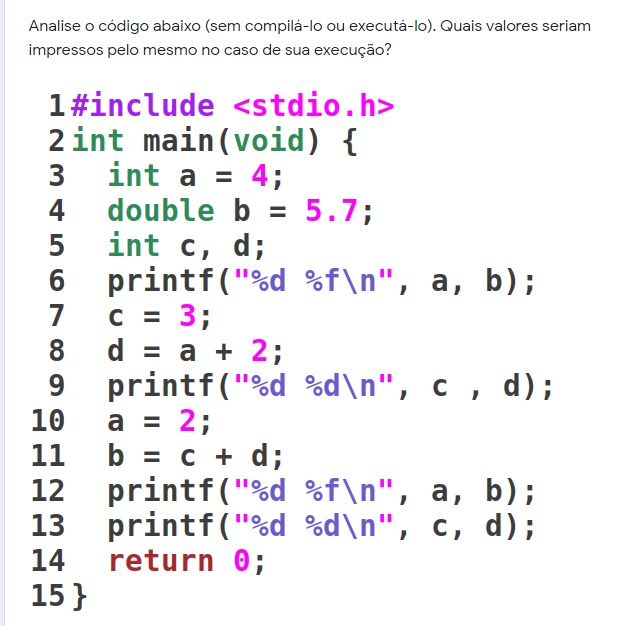 Analise o código abaixo (sem compilá-lo ou executá-lo). Quais valores seriam
impressos pelo mesmo no caso de sua execução?
1 #include <stdio.h>
2 int main(void) {
3   int a = 4;
4   double b = 5.7;
5   int c, d;
6   printf("%d %f\n", a, b);
7   c = 3;
8   d = a + 2;
9   printf("%d %d\n", c , d);
10   a = 2;
11   b = c + d;
12   printf("%d %f\n", a, b);
13   printf("%d %d\n", c, d);
14   return 0;
15 }